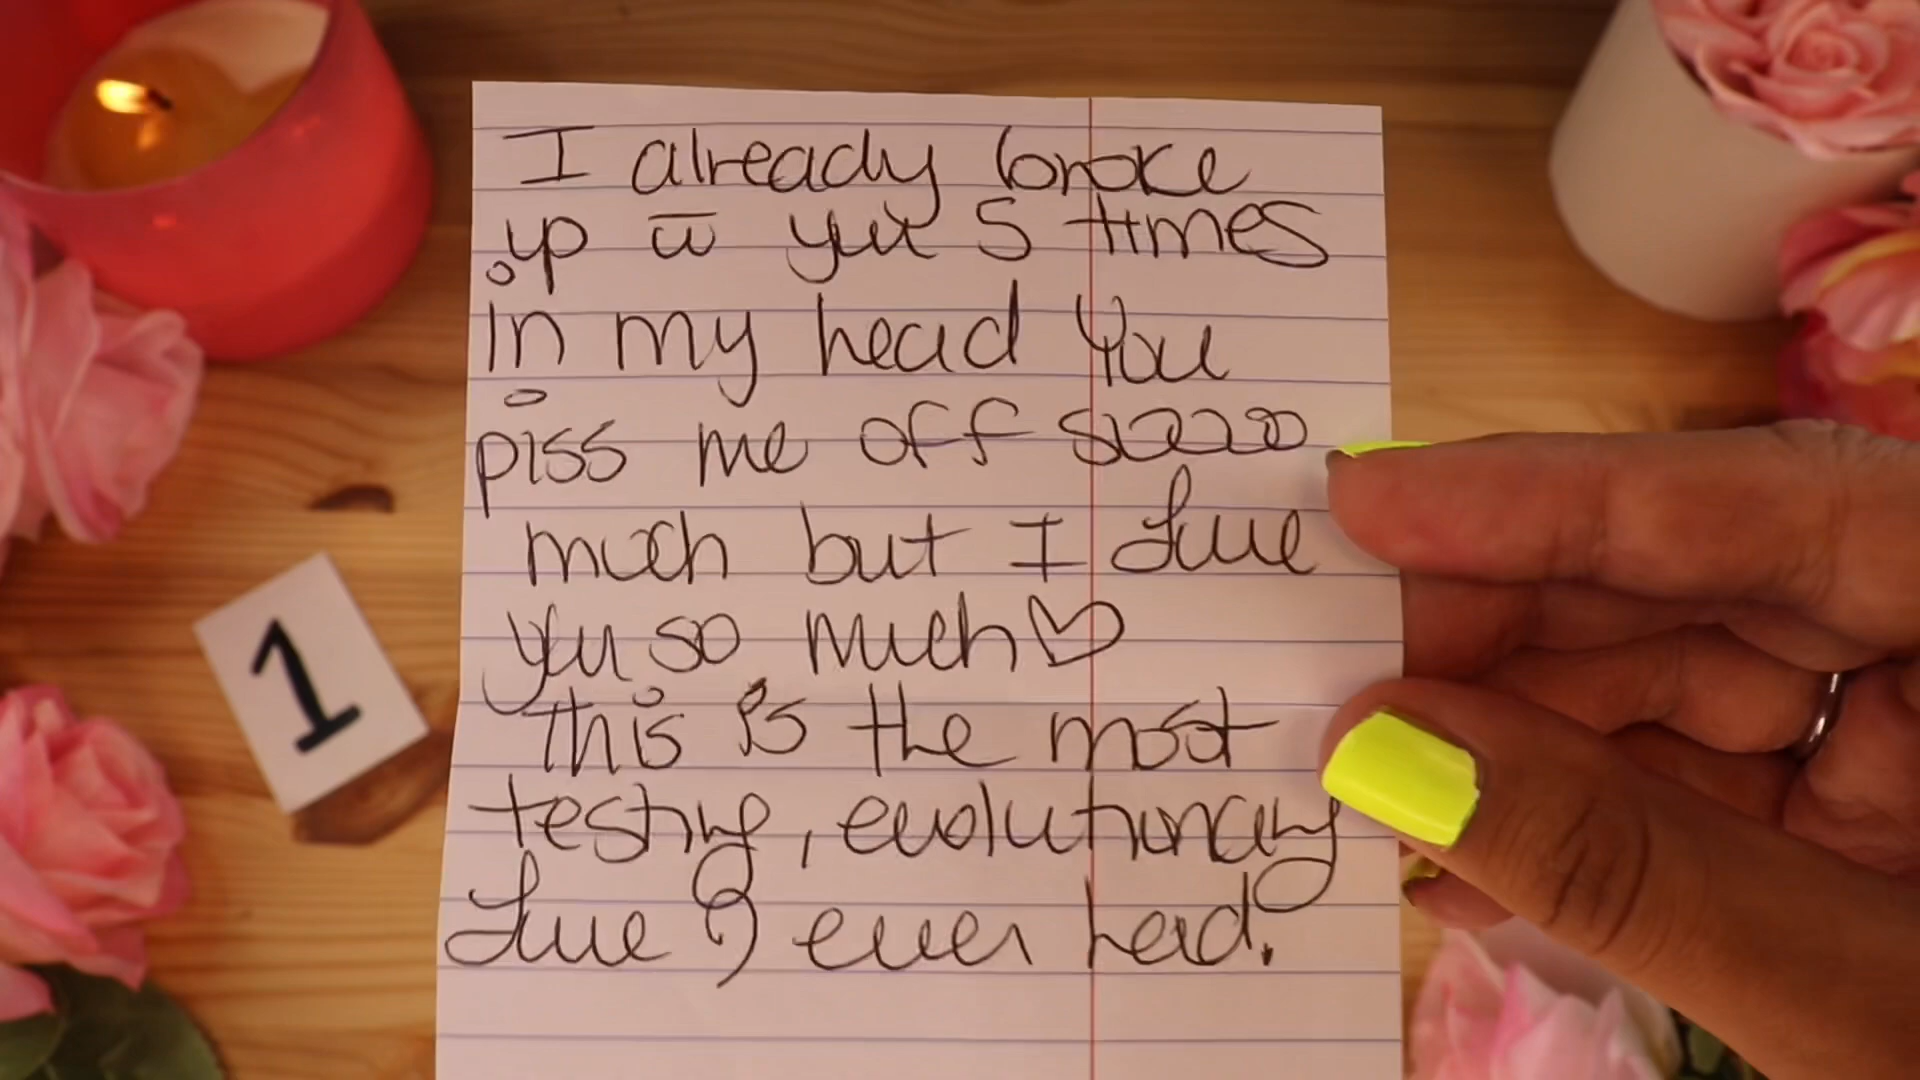 I already broke
up w̅ you 5 times
in my head You
piss me off soooo
much but I Love
you so much♡
this is the most
testing, evolutionary
Love I ever had.
1